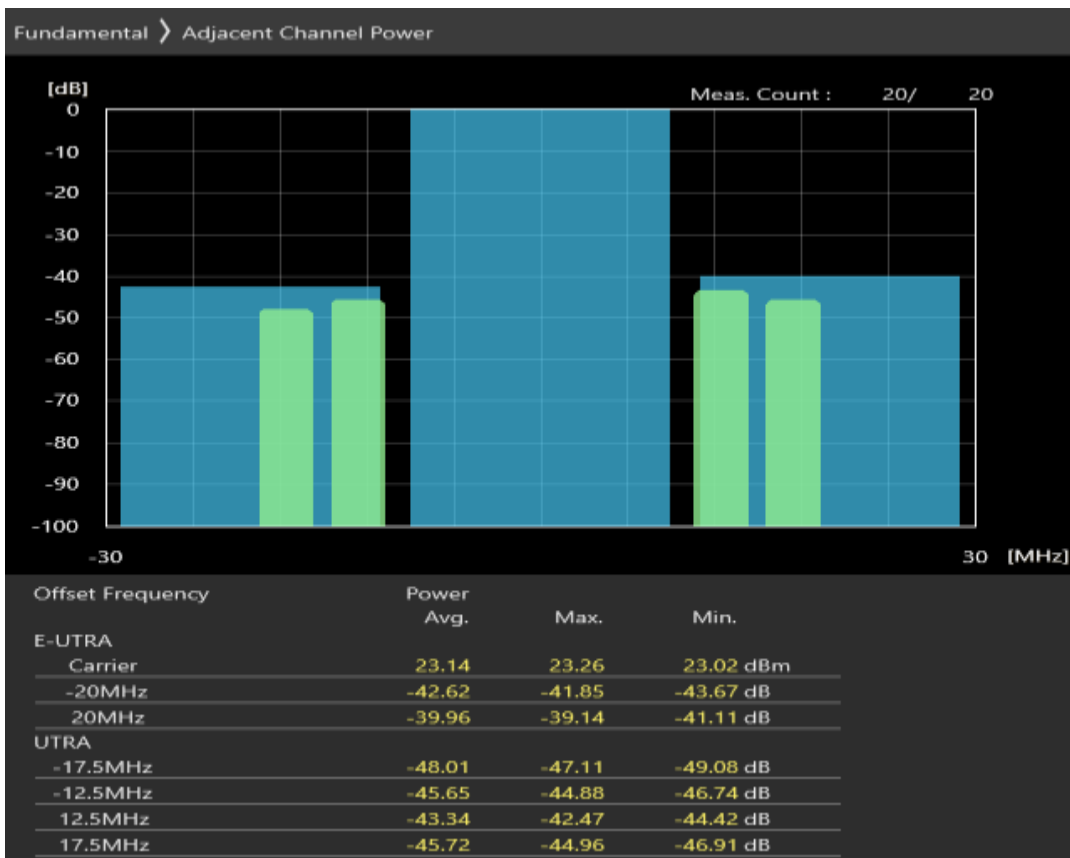 Fundamental 〉 Adjacent Channel Power
[dB]
Meas. Count : 20/ 20
0
-10
-20
-30
-40
-50
-60
-70
-80
-90
-100
-30 30 [MHz]
Offset Frequency Power
Avg. Max. Min.
E-UTRA
Carrier 23.14 23.26 23.02 dBm
-20MHz -42.62 -41.85 -43.67 dB
20MHz -39.96 -39.14 -41.11 dB
UTRA
-17.5MHz -48.01 -47.11 -49.08 dB
-12.5MHz -45.65 -44.88 -46.74 dB
12.5MHz -43.34 -42.47 -44.42 dB
17.5MHz -45.72 -44.96 -46.91 dB